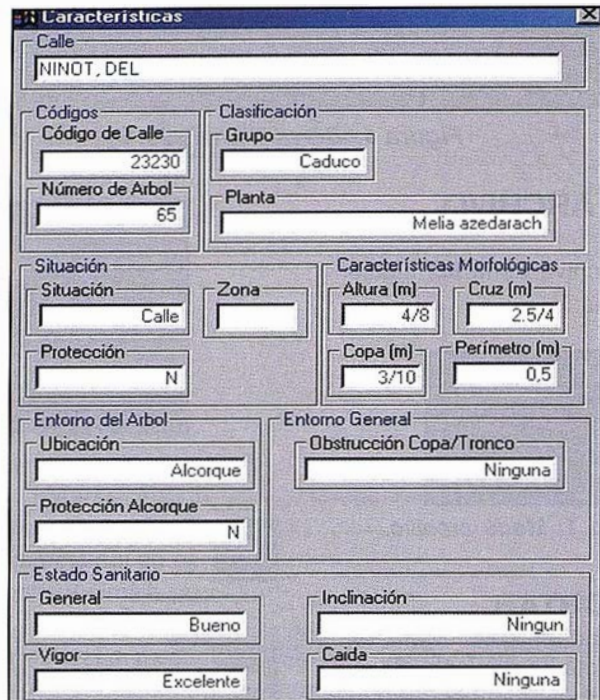 Características
Calle
NINOT, DEL
Códigos
Código de Calle
23230
Número de Arbol
65
Clasificación
Grupo
Caduco
Planta
Melia azedarach
Situación
Situación
Calle
Zona
Protección
N
Características Morfológicas
Altura (m)
4/8
Cruz (m)
2.5/4
Copa (m)
3/10
Perímetro (m)
0,5
Entorno del Arbol
Ubicación
Alcorque
Protección Alcorque
N
Entorno General
Obstrucción Copa/Tronco
Ninguna
Estado Sanitario
General
Bueno
Inclinación
Ningun
Vigor
Excelente
Caida
Ninguna